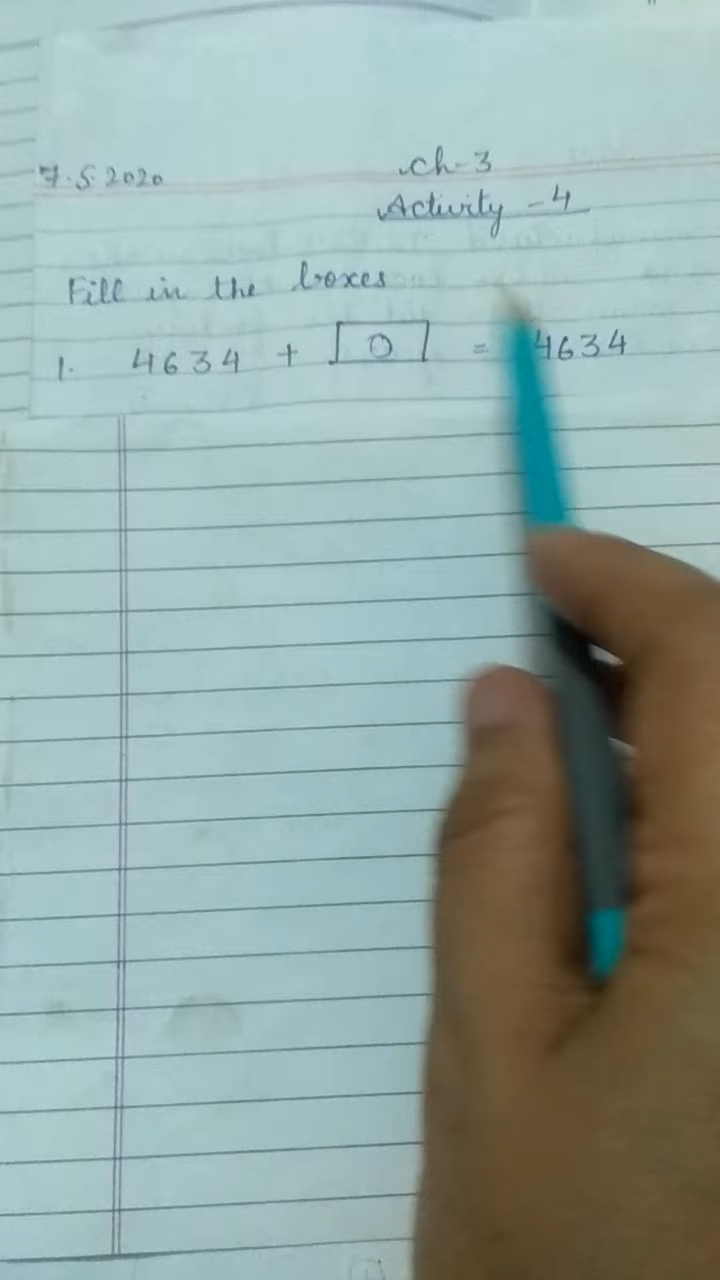 7.5.2020
Ch-3
Activity - 4
Fill in the boxes
1. 4634 + 0 = 4634